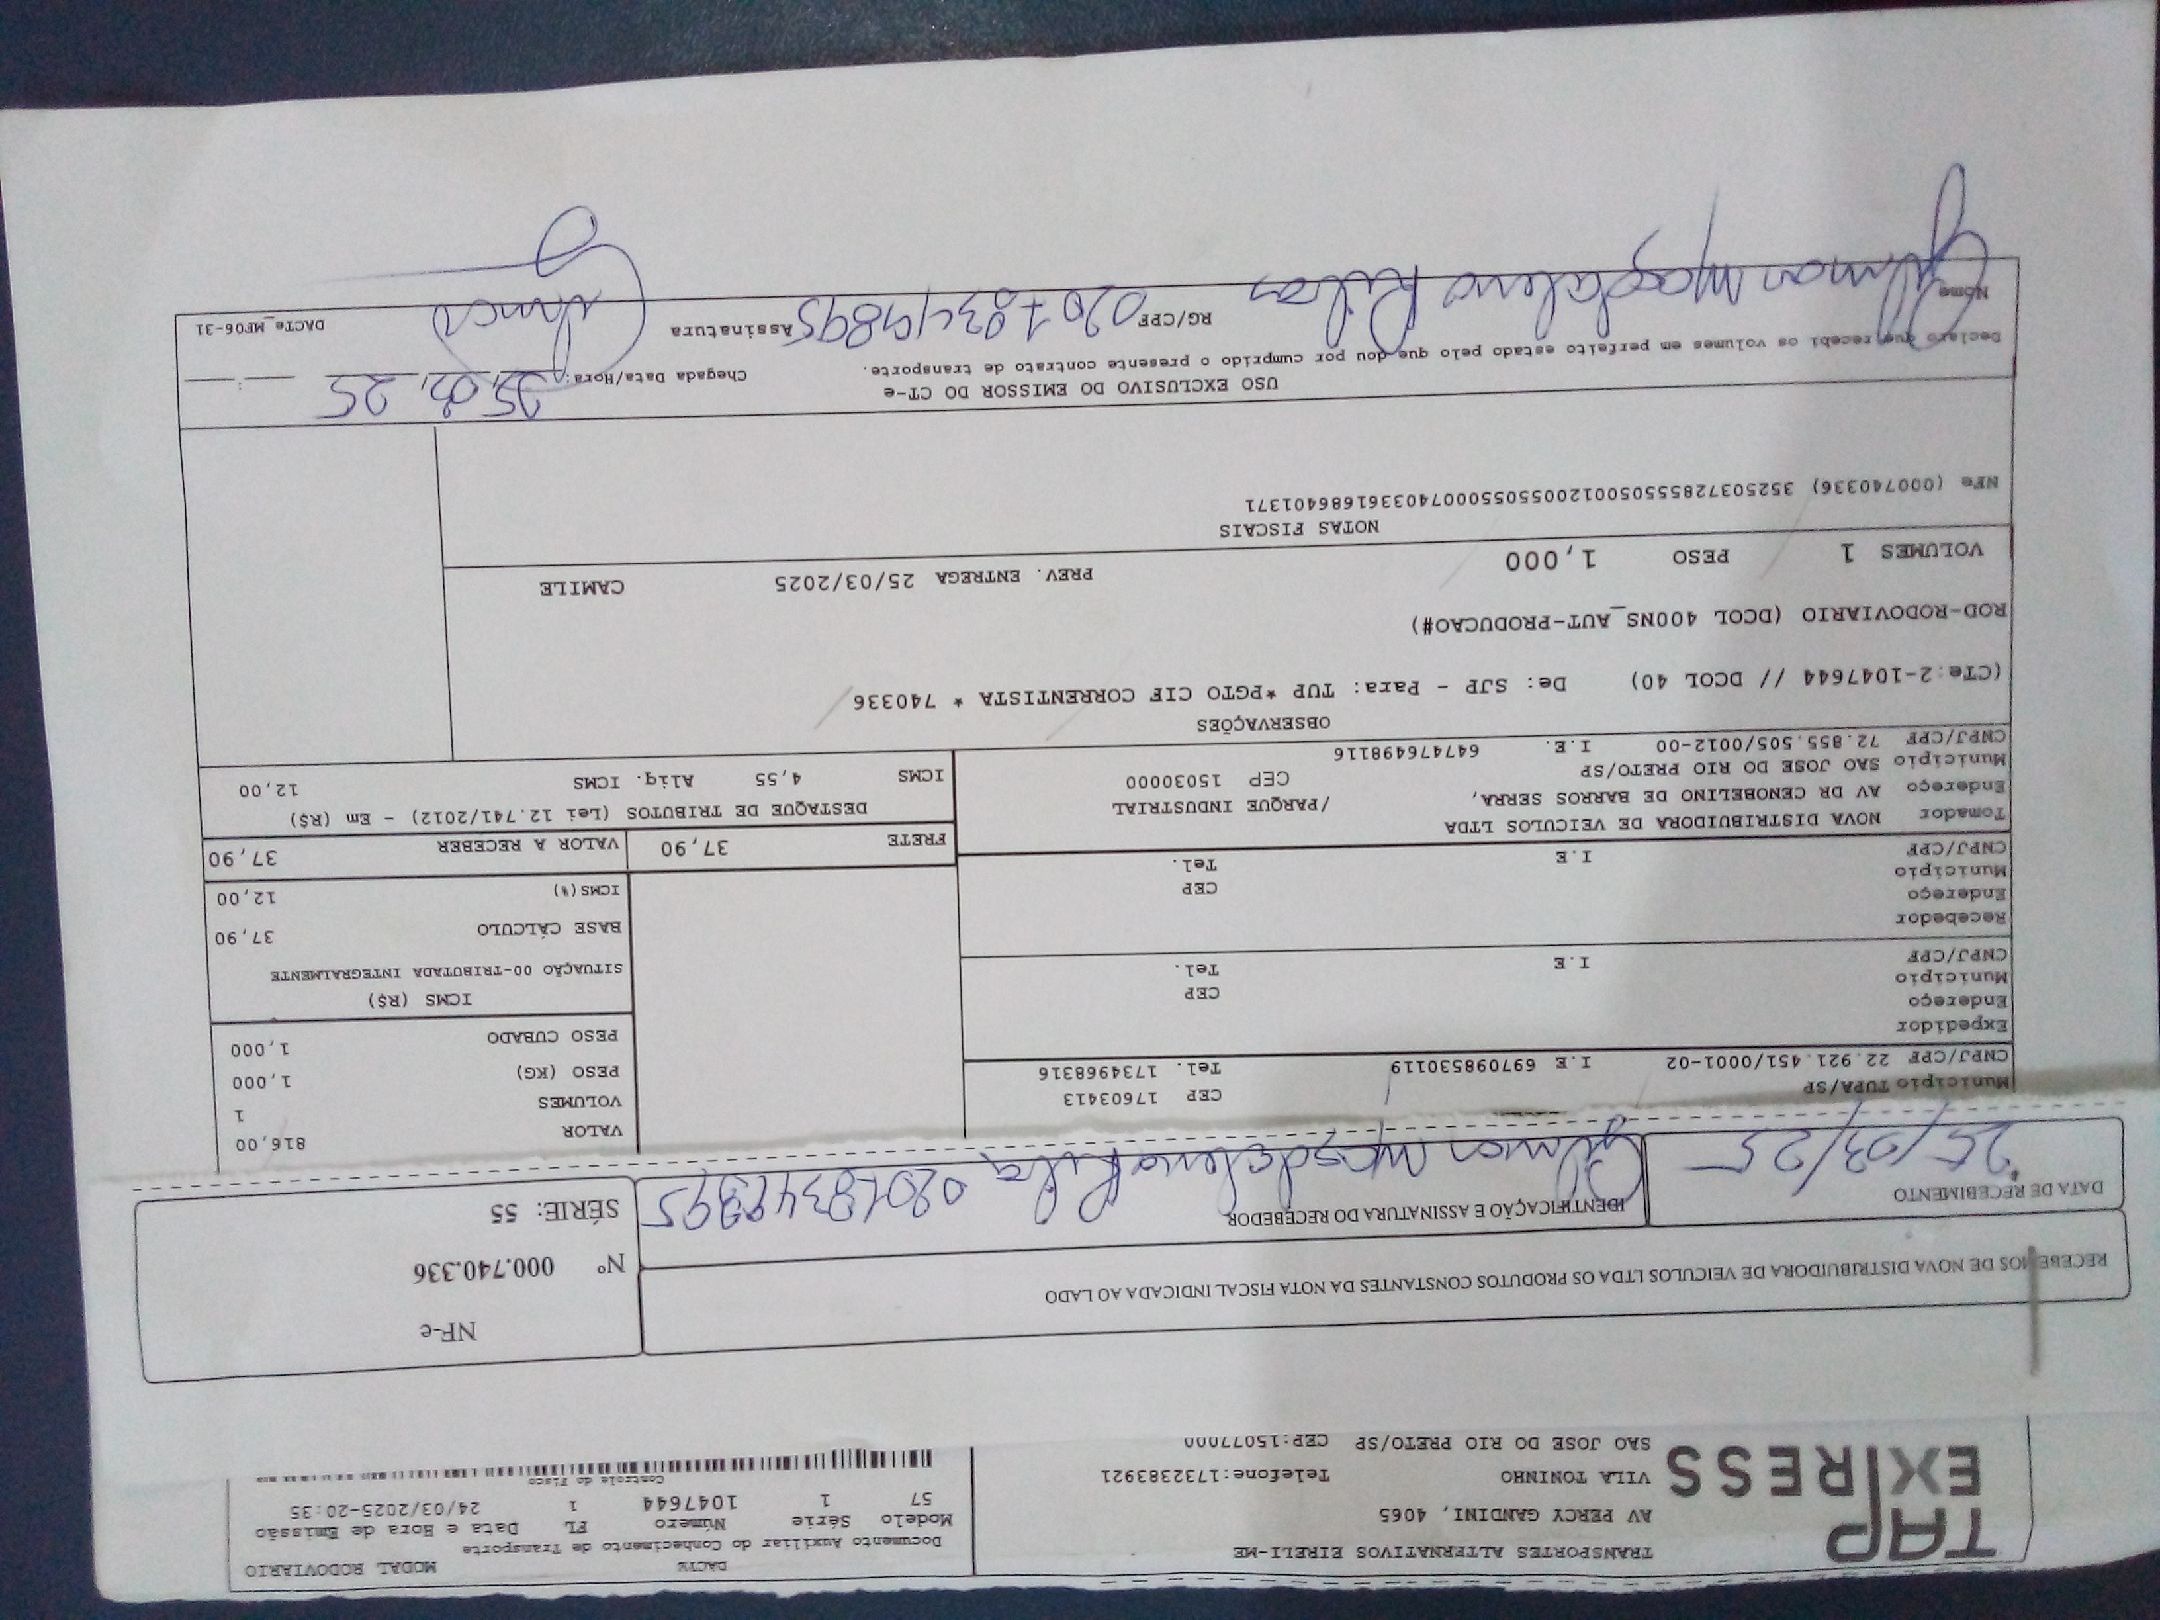 TAP EXPRESS
TRANSPORTES ALTERNATIVOS EIRELI-ME
AV PERCY GANDINI, 4065
VILA TONINHO Telefone:1732383921
SAO JOSE DO RIO PRETO/SP CEP:15077000
DACTE MODAL RODOVIARIO
Documento Auxiliar do Conhecimento de Transporte
Modelo Série Número FL Data e Hora de Emissão
57 1 1047644 1 24/03/2025-20:35
Controle do Fisco
RECEBEMOS DE NOVA DISTRIBUIDORA DE VEICULOS LTDA OS PRODUTOS CONSTANTES DA NOTA FISCAL INDICADA AO LADO
NF-e
Nº 000.740.336
SÉRIE: 55
DATA DE RECEBIMENTO
25/03/25
IDENTIFICAÇÃO E ASSINATURA DO RECEBEDOR
Município TUPA/SP CEP 17603413
CNPJ/CPF 22.921.451/0001-02 I.E 697098530119 Tel. 1734968316
Expedidor
Endereço
Município CEP
CNPJ/CPF I.E Tel.
Recebedor
Endereço
Município CEP
CNPJ/CPF I.E Tel.
Tomador NOVA DISTRIBUIDORA DE VEICULOS LTDA
Endereço AV DR CENOBELINO DE BARROS SERRA, /PARQUE INDUSTRIAL
Município SAO JOSE DO RIO PRETO/SP CEP 15030000
CNPJ/CPF 72.855.505/0012-00 I.E. 647476498116
VALOR 816,00
VOLUMES 1
PESO (KG) 1,000
PESO CUBADO 1,000
ICMS (R$)
SITUAÇÃO 00-TRIBUTADA INTEGRALMENTE
BASE CÁLCULO 37,90
ICMS(%) 12,00
FRETE 37,90 VALOR A RECEBER 37,90
DESTAQUE DE TRIBUTOS (Lei 12.741/2012) - Em (R$)
ICMS 4,55 Aliq. ICMS 12,00
OBSERVAÇÕES
(CTe:2-1047644 // DCOL 40) De: SJP - Para: TUP *PGTO CIF CORRENTISTA * 740336
ROD-RODOVIARIO (DCOL 400NS_AUT-PRODUCAO#)
VOLUMES 1 PESO 1,000 PREV. ENTREGA 25/03/2025 CAMILE
NOTAS FISCAIS
NFe (000740336) 35250372855505001200550550007403361686401371
USO EXCLUSIVO DO EMISSOR DO CT-e
Declaro que recebi os volumes em perfeito estado pelo que dou por cumprido o presente contrato de transporte.
Chegada Data/Hora: 25,03,25 __:__
Nome RG/CPF Assinatura
DACTe_MF06-31